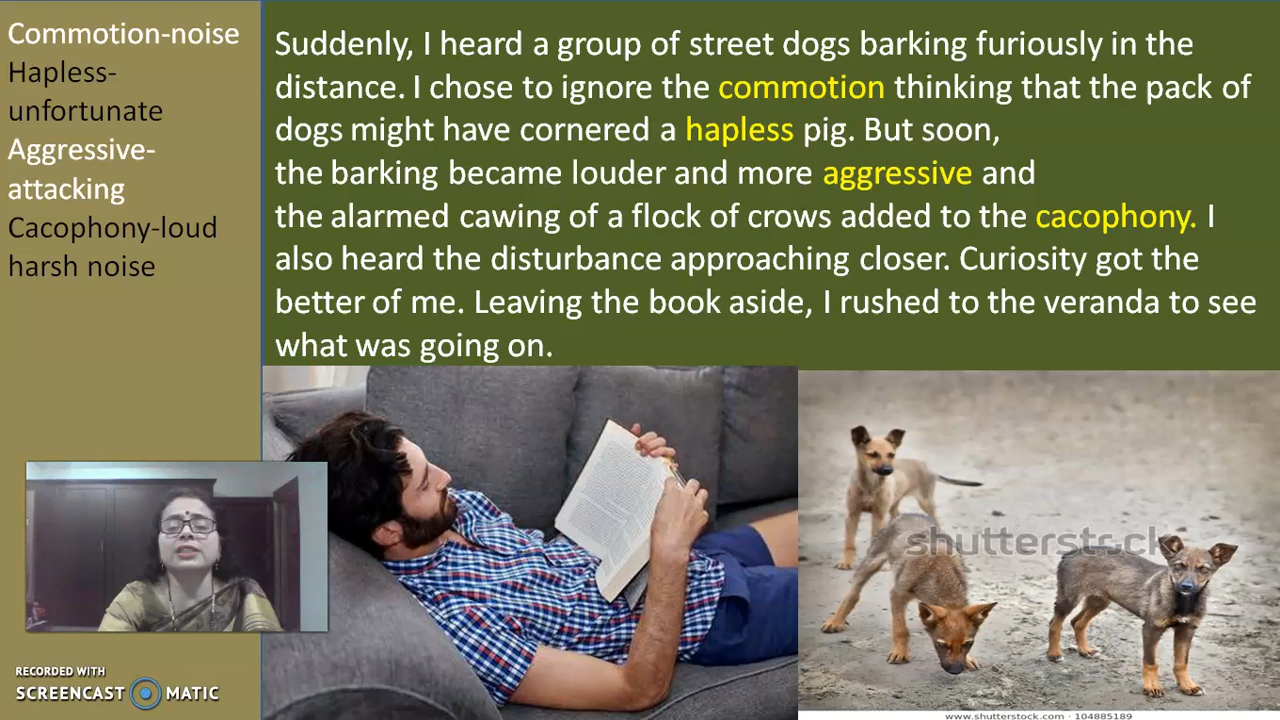 Commotion-noise
Hapless-
unfortunate
Aggressive-
attacking
Cacophony-loud
harsh noise
Suddenly, I heard a group of street dogs barking furiously in the
distance. I chose to ignore the commotion thinking that the pack of
dogs might have cornered a hapless pig. But soon,
the barking became louder and more aggressive and
the alarmed cawing of a flock of crows added to the cacophony. I
also heard the disturbance approaching closer. Curiosity got the
better of me. Leaving the book aside, I rushed to the veranda to see
what was going on.
shutterstock
RECORDED WITH
SCREENCAST MATIC
www.shutterstock.com · 104885189